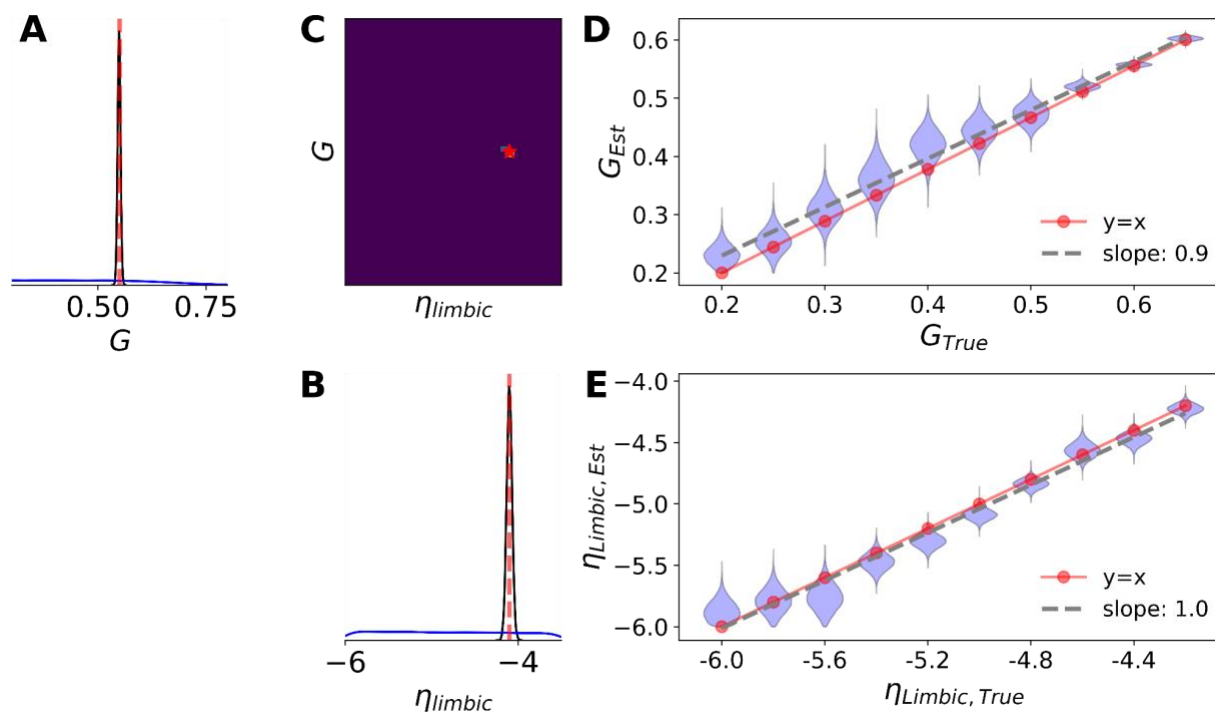 A
0.50 0.75
G
C
G
η_limbic
B
-6 -4
η_limbic
D
0.6
0.5
0.4
0.3
0.2
G_Est
y=x
slope: 0.9
0.2 0.3 0.4 0.5 0.6
G_True
E
−4.0
−4.5
−5.0
−5.5
−6.0
η_Limbic, Est
y=x
slope: 1.0
-6.0 -5.6 -5.2 -4.8 -4.4
η_Limbic, True